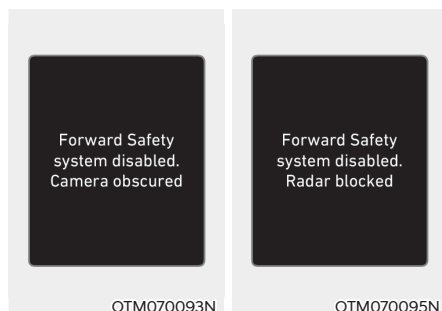 Forward Safety
system disabled.
Camera obscured
OTM070093N
Forward Safety
system disabled.
Radar blocked
OTM070095N